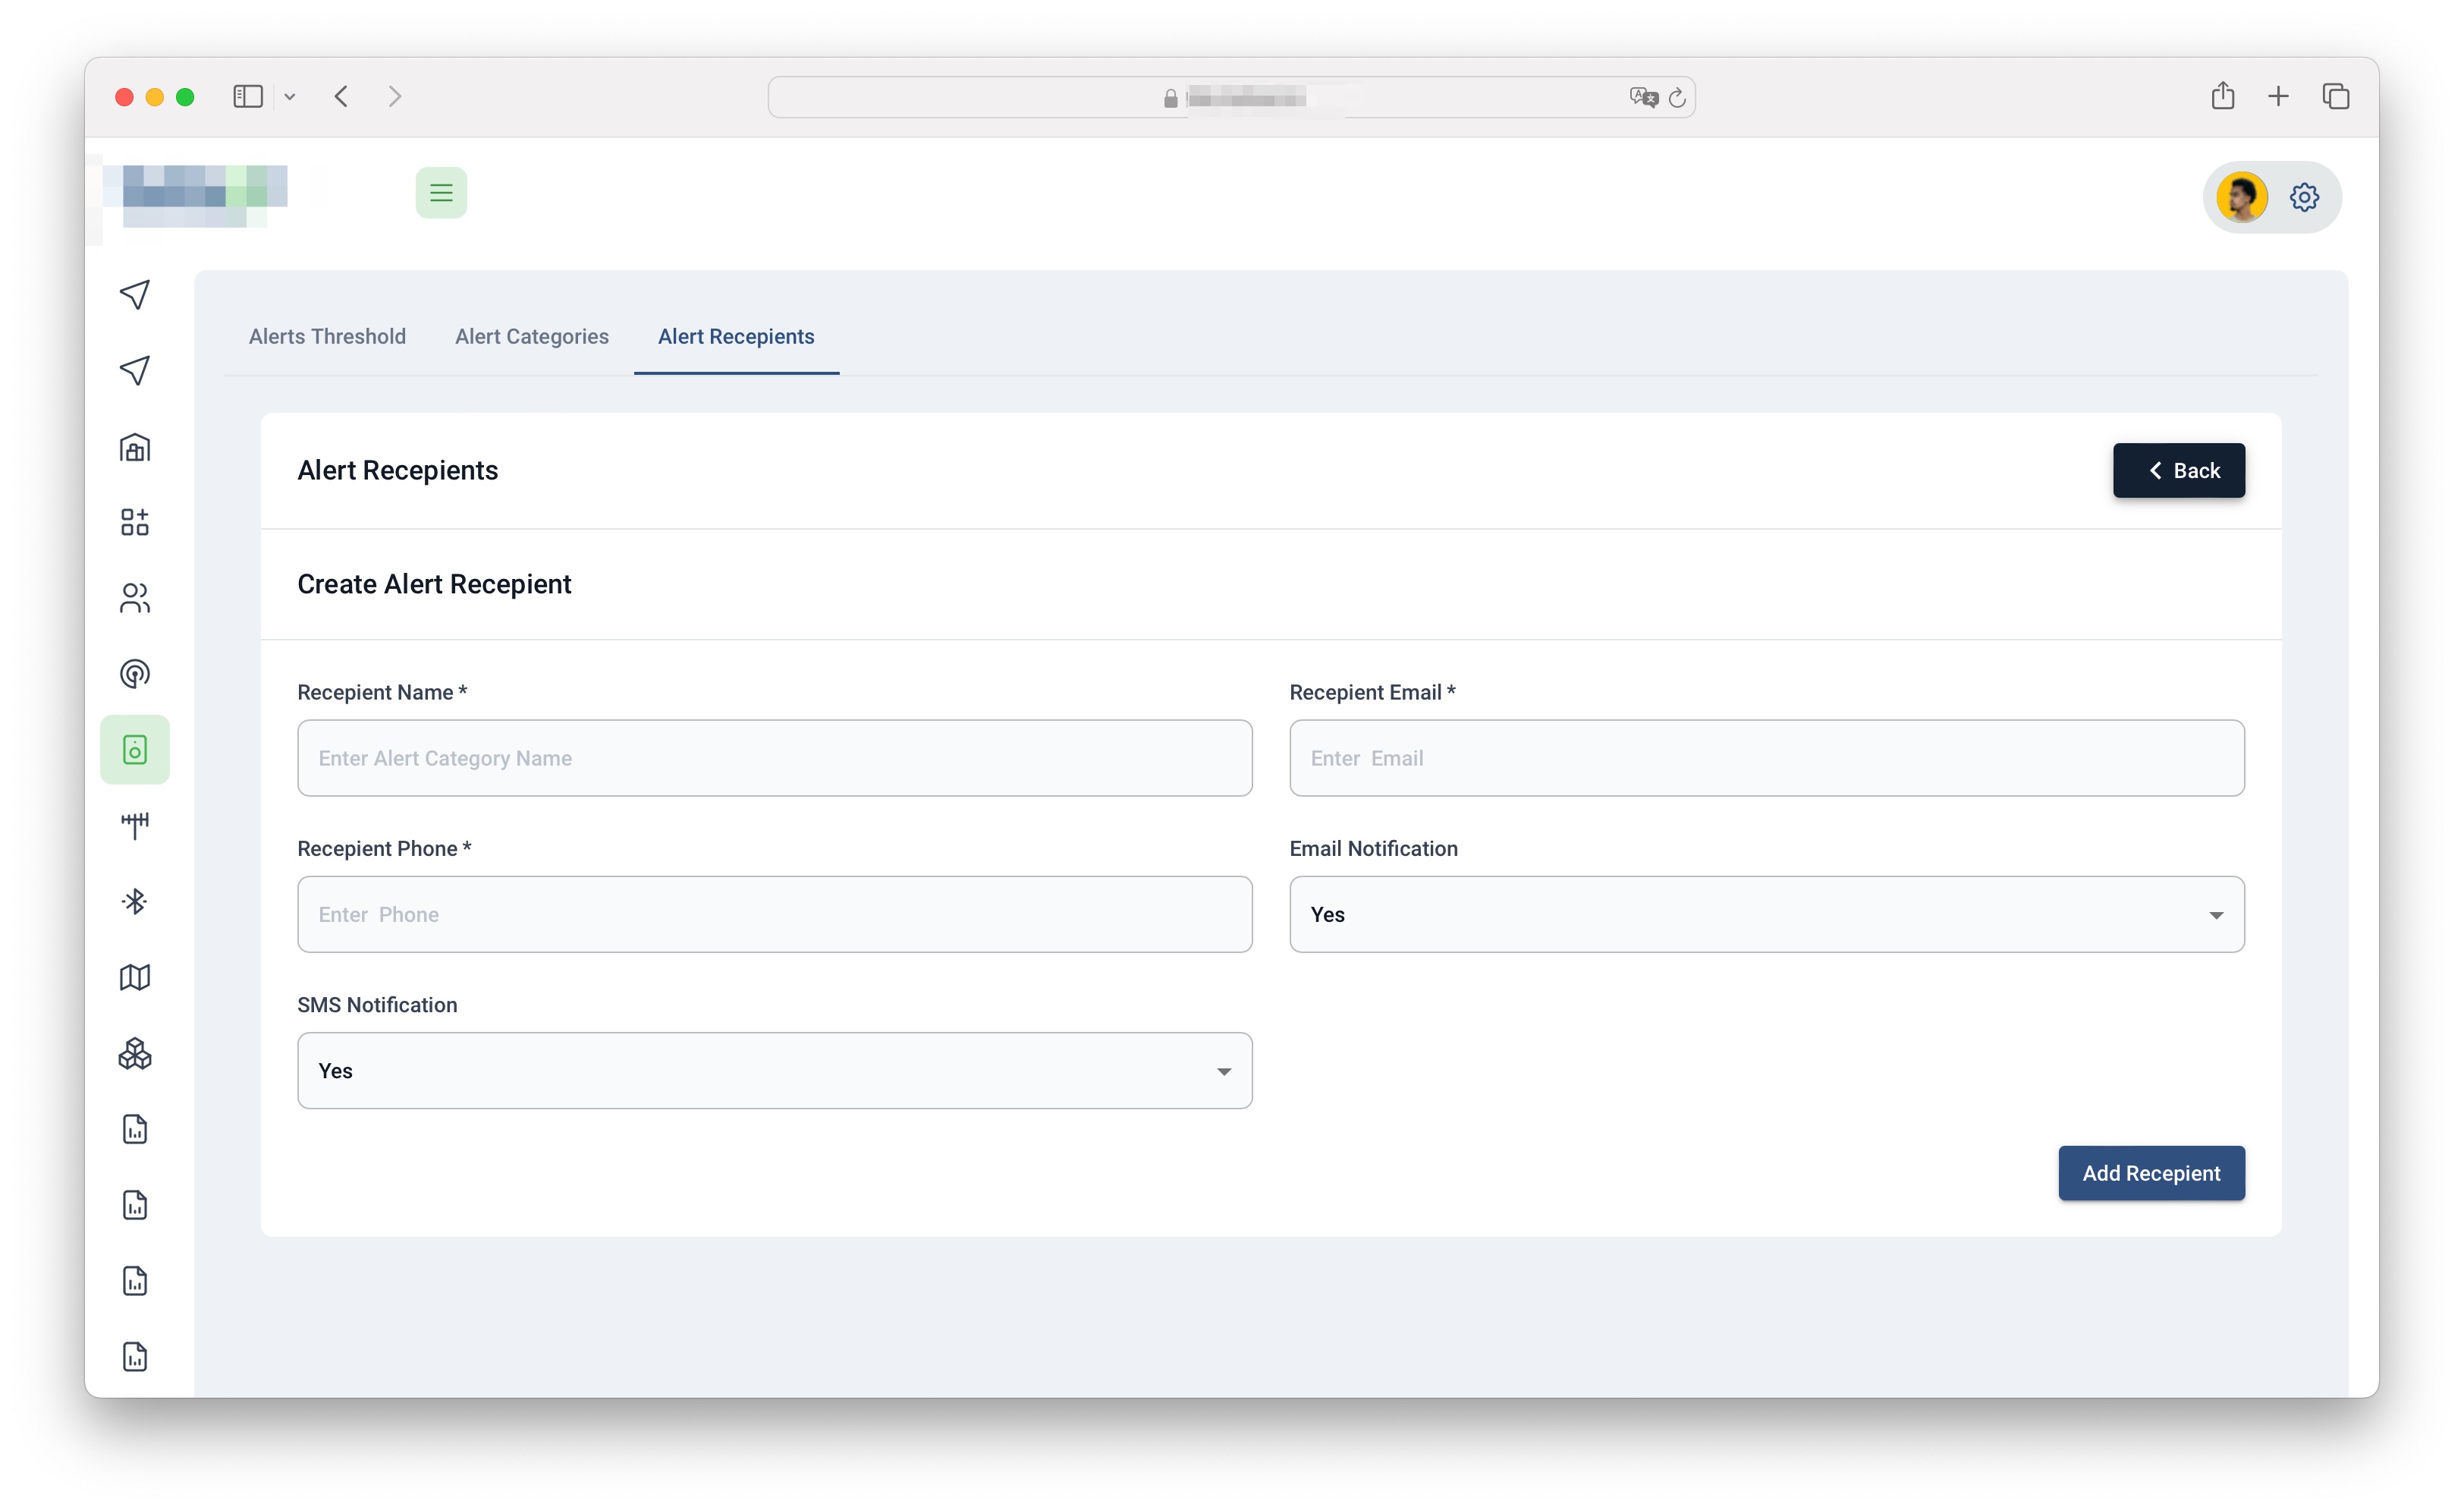 Alerts Threshold Alert Categories Alert Recepients
Alert Recepients
Back
Create Alert Recepient
Recepient Name * Recepient Email *
Enter Alert Category Name Enter  Email
Recepient Phone * Email Notification
Enter  Phone Yes
SMS Notification
Yes
Add Recepient